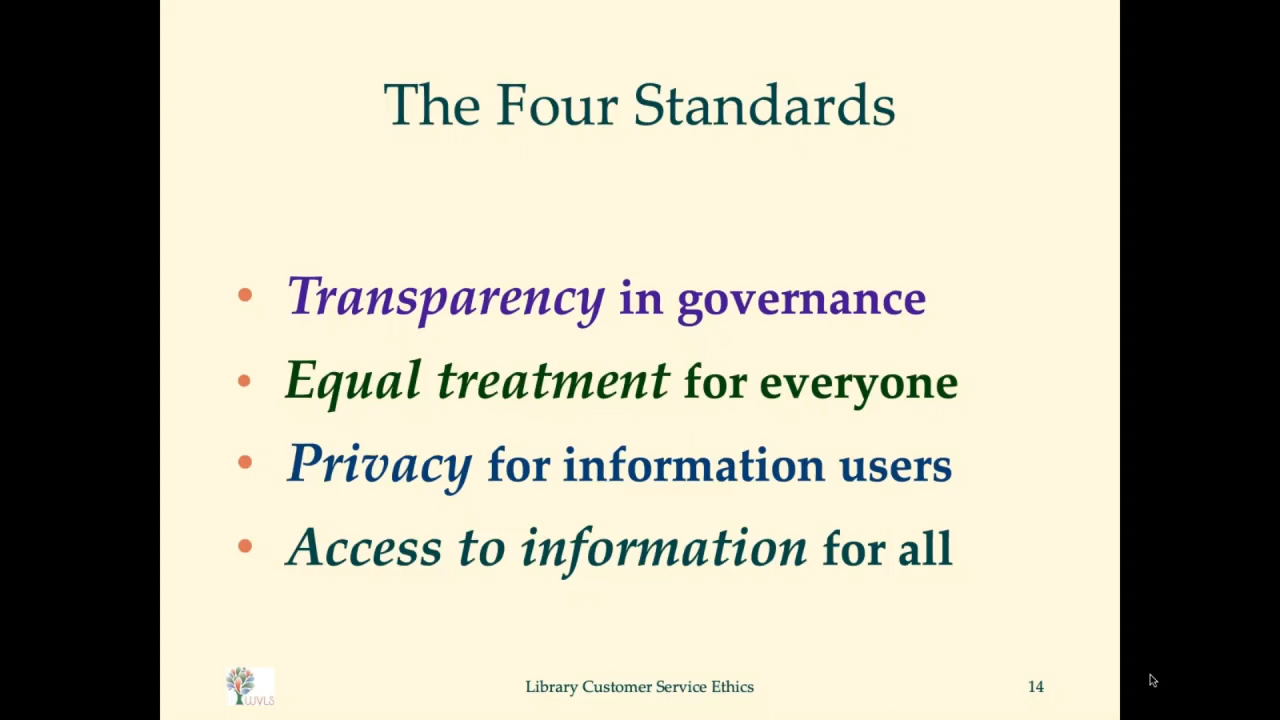 The Four Standards
• Transparency in governance
• Equal treatment for everyone
• Privacy for information users
• Access to information for all
WVLS
Library Customer Service Ethics
14